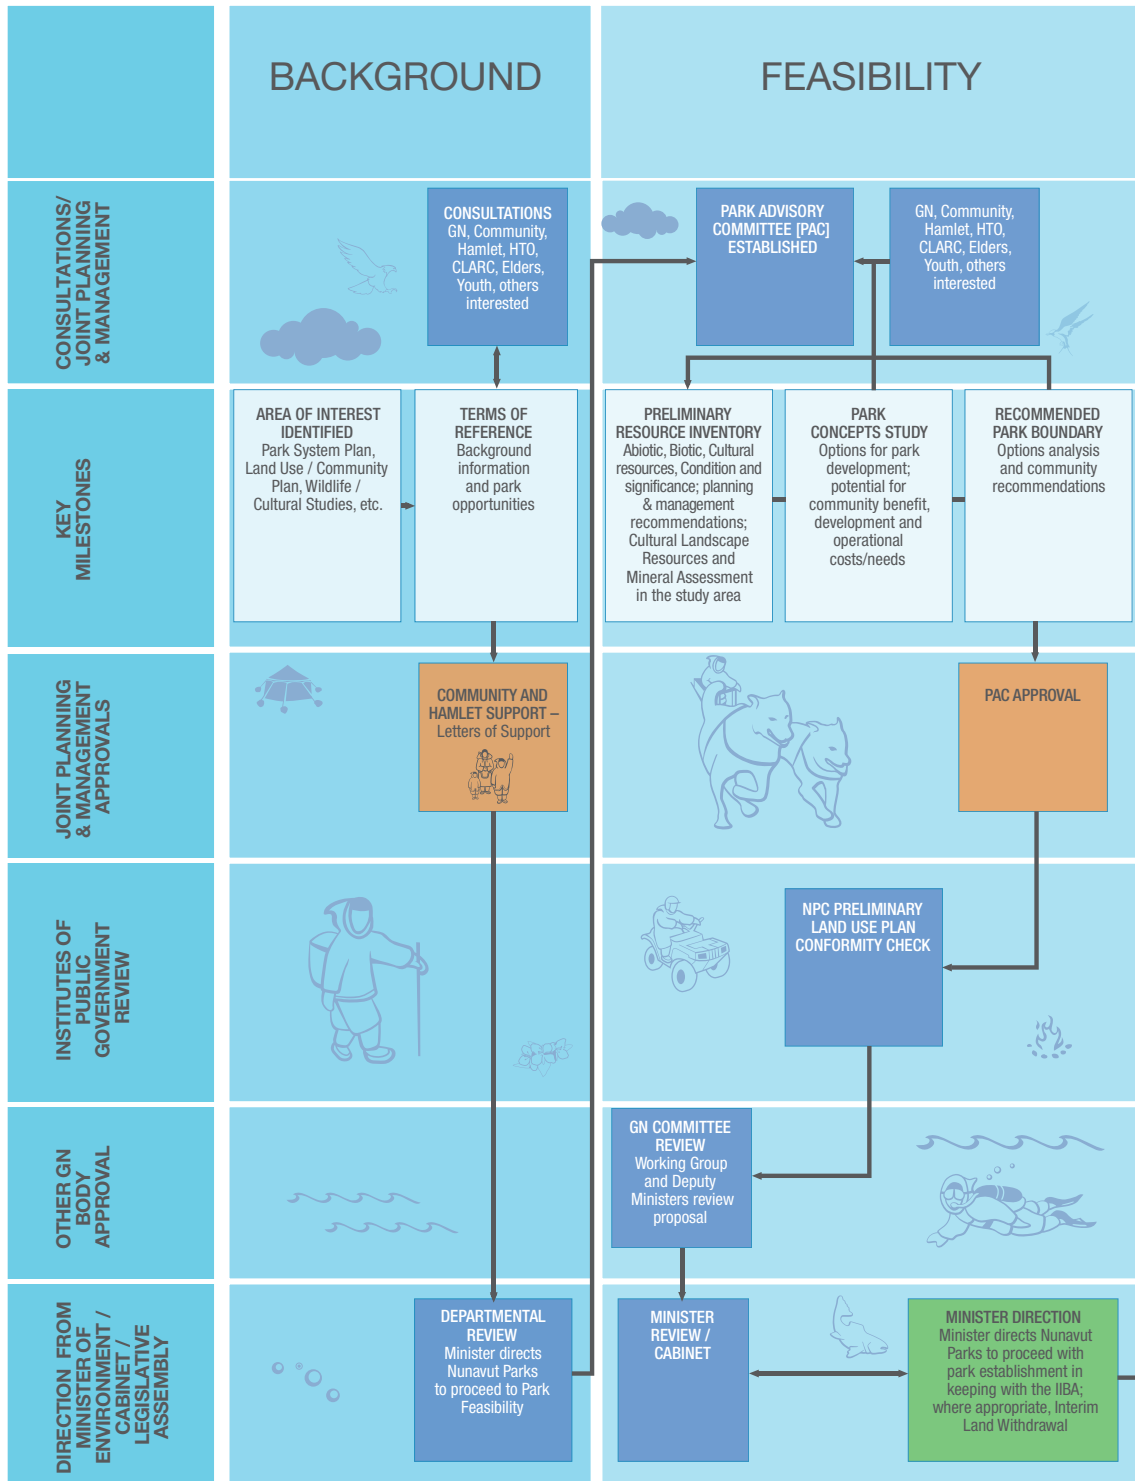 BACKGROUND
FEASIBILITY
CONSULTATIONS/
JOINT PLANNING
& MANAGEMENT
CONSULTATIONS
GN, Community,
Hamlet, HTO,
CLARC, Elders,
Youth, others
interested
PARK ADVISORY
COMMITTEE [PAC]
ESTABLISHED
GN, Community,
Hamlet, HTO,
CLARC, Elders,
Youth, others
interested
KEY
MILESTONES
AREA OF INTEREST
IDENTIFIED
Park System Plan,
Land Use / Community
Plan, Wildlife /
Cultural Studies, etc.
TERMS OF
REFERENCE
Background
information
and park
opportunities
PRELIMINARY
RESOURCE INVENTORY
Abiotic, Biotic, Cultural
resources, Condition and
significance; planning
& management
recommendations;
Cultural Landscape
Resources and
Mineral Assessment
in the study area
PARK
CONCEPTS STUDY
Options for park
development;
potential for
community benefit,
development and
operational
costs/needs
RECOMMENDED
PARK BOUNDARY
Options analysis
and community
recommendations
JOINT PLANNING
& MANAGEMENT
APPROVALS
COMMUNITY AND
HAMLET SUPPORT –
Letters of Support
PAC APPROVAL
INSTITUTES OF
PUBLIC
GOVERNMENT
REVIEW
NPC PRELIMINARY
LAND USE PLAN
CONFORMITY CHECK
OTHER GN
BODY
APPROVAL
GN COMMITTEE
REVIEW
Working Group
and Deputy
Ministers review
proposal
DIRECTION FROM
MINISTER OF
ENVIRONMENT /
CABINET /
LEGISLATIVE
ASSEMBLY
DEPARTMENTAL
REVIEW
Minister directs
Nunavut Parks
to proceed to Park
Feasibility
MINISTER
REVIEW /
CABINET
MINISTER DIRECTION
Minister directs Nunavut
Parks to proceed with
park establishment in
keeping with the IIBA;
where appropriate, Interim
Land Withdrawal